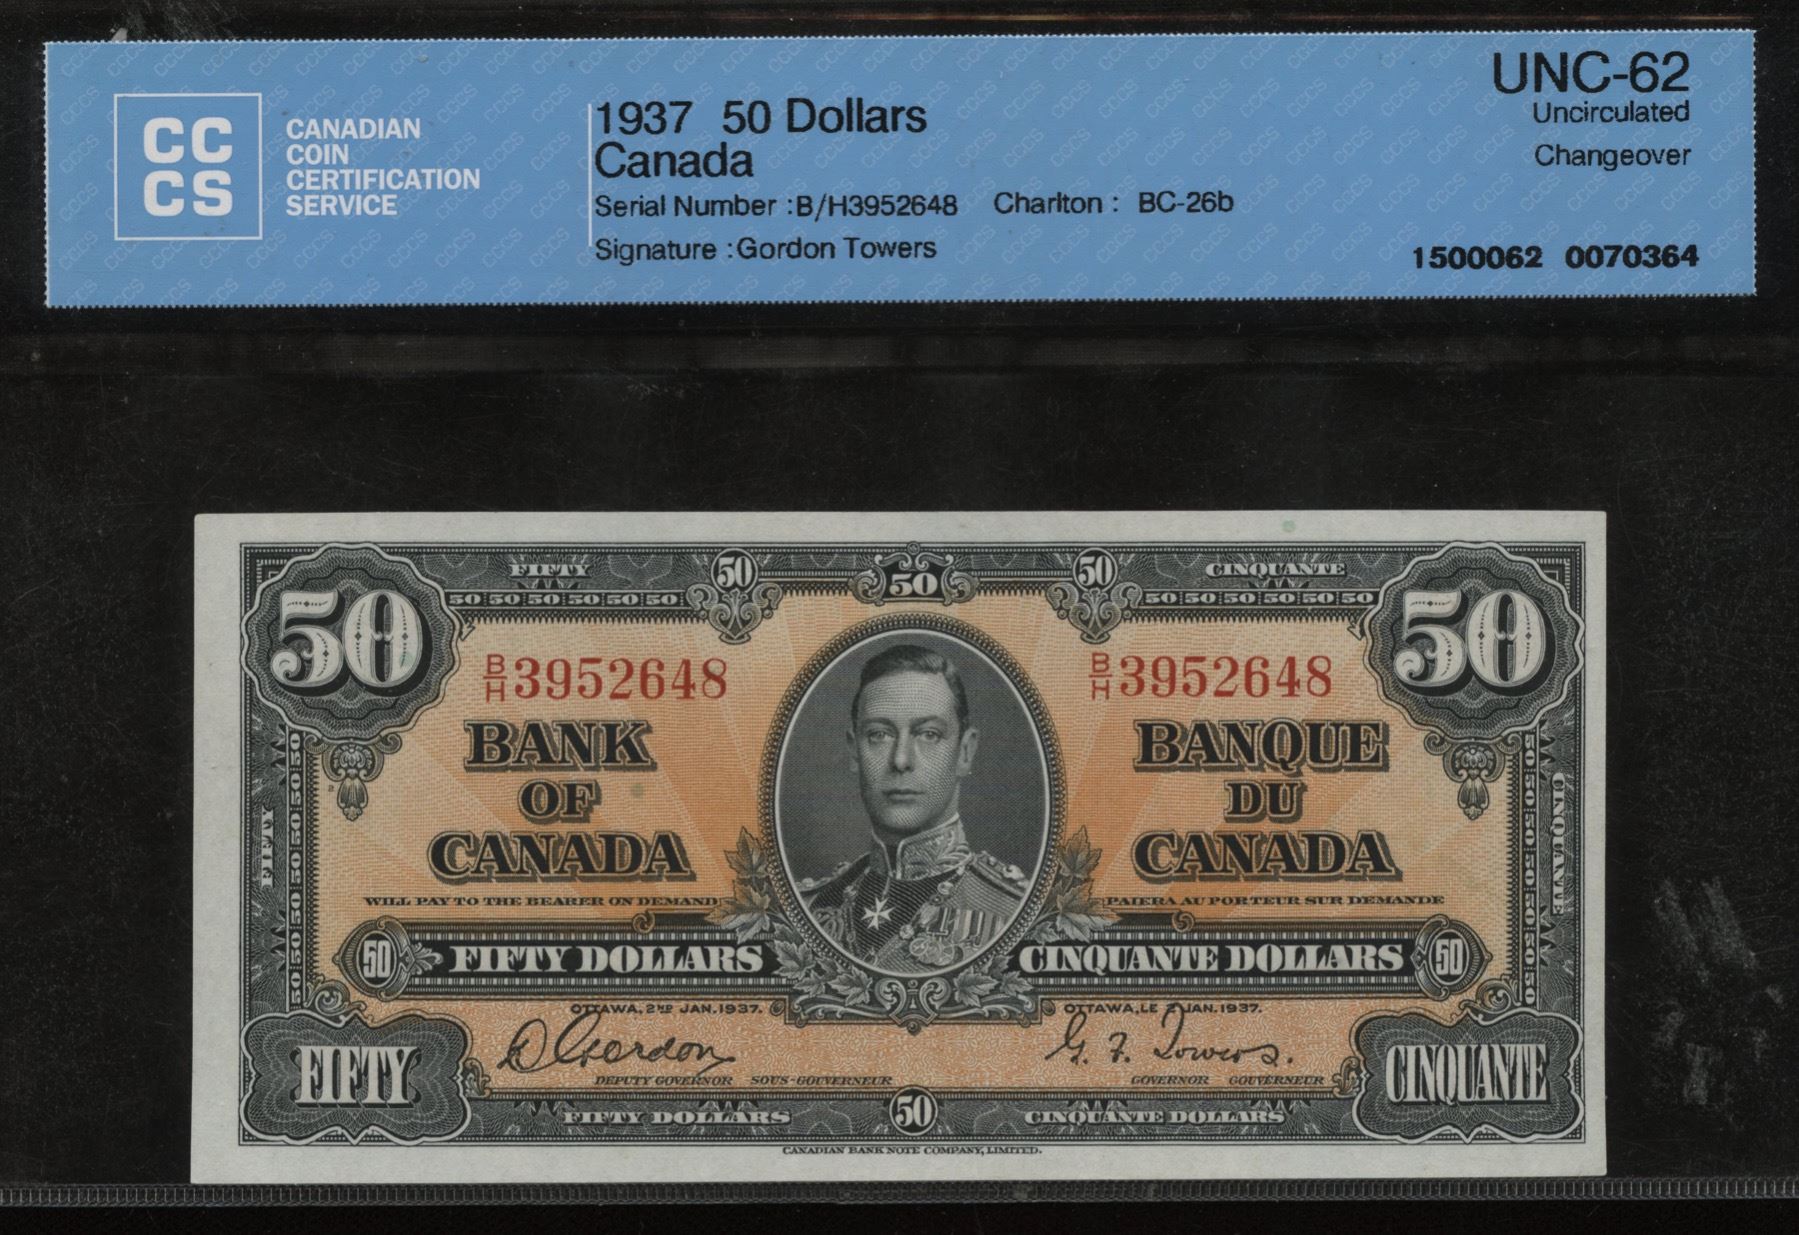 CC
CS
CANADIAN
COIN
CERTIFICATION
SERVICE
1937 50 Dollars
Canada
Serial Number :B/H3952648 Charlton : BC-26b
Signature :Gordon Towers
UNC-62
Uncirculated
Changeover
1500062 0070364
FIFTY 50 50 50 CINQUANTE
50 50 50 50 50 50 50 50 50 50 50 50
50 50
B/H 3952648 B/H 3952648
BANK
OF
CANADA
BANQUE
DU
CANADA
WILL PAY TO THE BEARER ON DEMAND
PAIERA AU PORTEUR SUR DEMANDE
FIFTY
CINQUANTE
50 FIFTY DOLLARS
CINQUANTE DOLLARS 50
OTTAWA, 2ND JAN. 1937.
OTTAWA, LE 2 JAN. 1937.
D Gordon
G. F. Towers.
DEPUTY GOVERNOR SOUS-GOUVERNEUR
GOVERNOR GOUVERNEUR
FIFTY
CINQUANTE
FIFTY DOLLARS 50 CINQUANTE DOLLARS
CANADIAN BANK NOTE COMPANY, LIMITED.